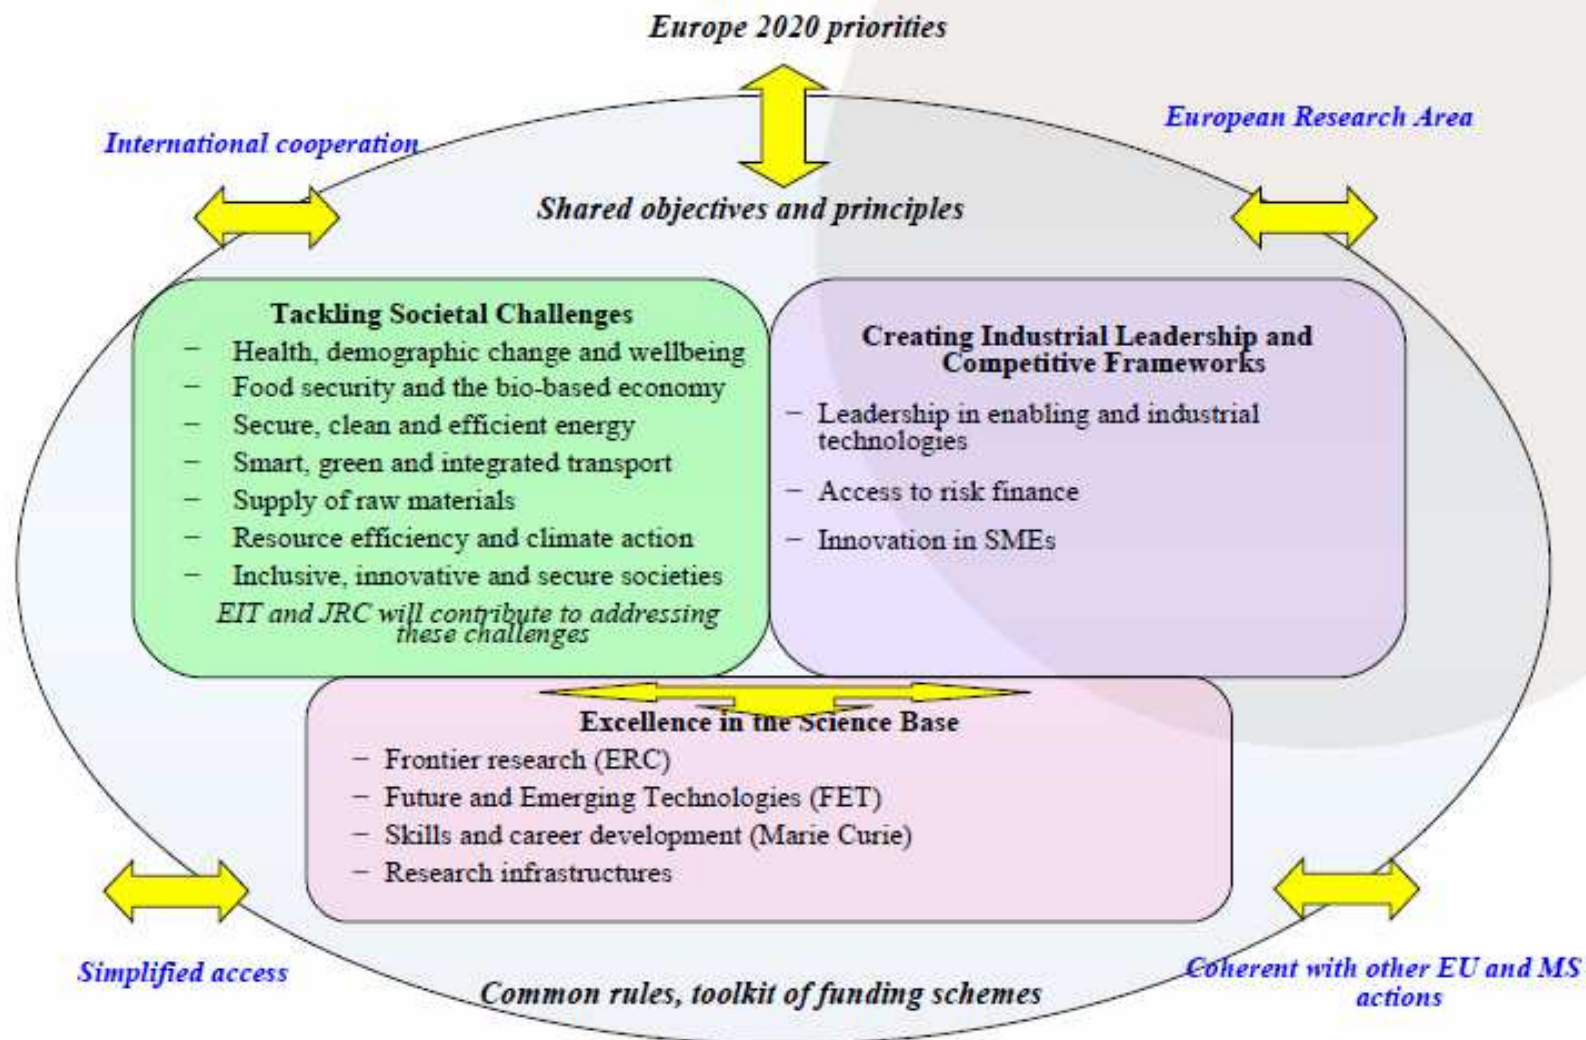 Europe 2020 priorities
International cooperation
European Research Area
Shared objectives and principles
Tackling Societal Challenges
– Health, demographic change and wellbeing
– Food security and the bio-based economy
– Secure, clean and efficient energy
– Smart, green and integrated transport
– Supply of raw materials
– Resource efficiency and climate action
– Inclusive, innovative and secure societies
EIT and JRC will contribute to addressing
these challenges
Creating Industrial Leadership and
Competitive Frameworks
– Leadership in enabling and industrial
technologies
– Access to risk finance
– Innovation in SMEs
Excellence in the Science Base
– Frontier research (ERC)
– Future and Emerging Technologies (FET)
– Skills and career development (Marie Curie)
– Research infrastructures
Simplified access
Common rules, toolkit of funding schemes
Coherent with other EU and MS
actions